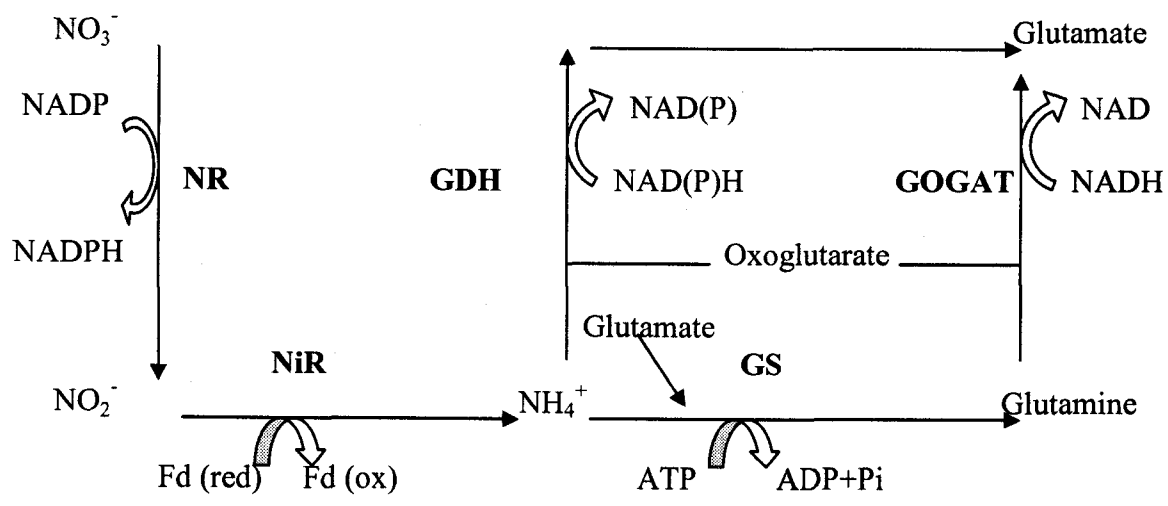 NO3-
Glutamate
NADP
NAD(P)
NAD
NR
GDH
NAD(P)H
GOGAT
NADH
NADPH
Oxoglutarate
Glutamate
NiR
GS
NO2-
NH4+
Glutamine
Fd (red)
Fd (ox)
ATP
ADP+Pi